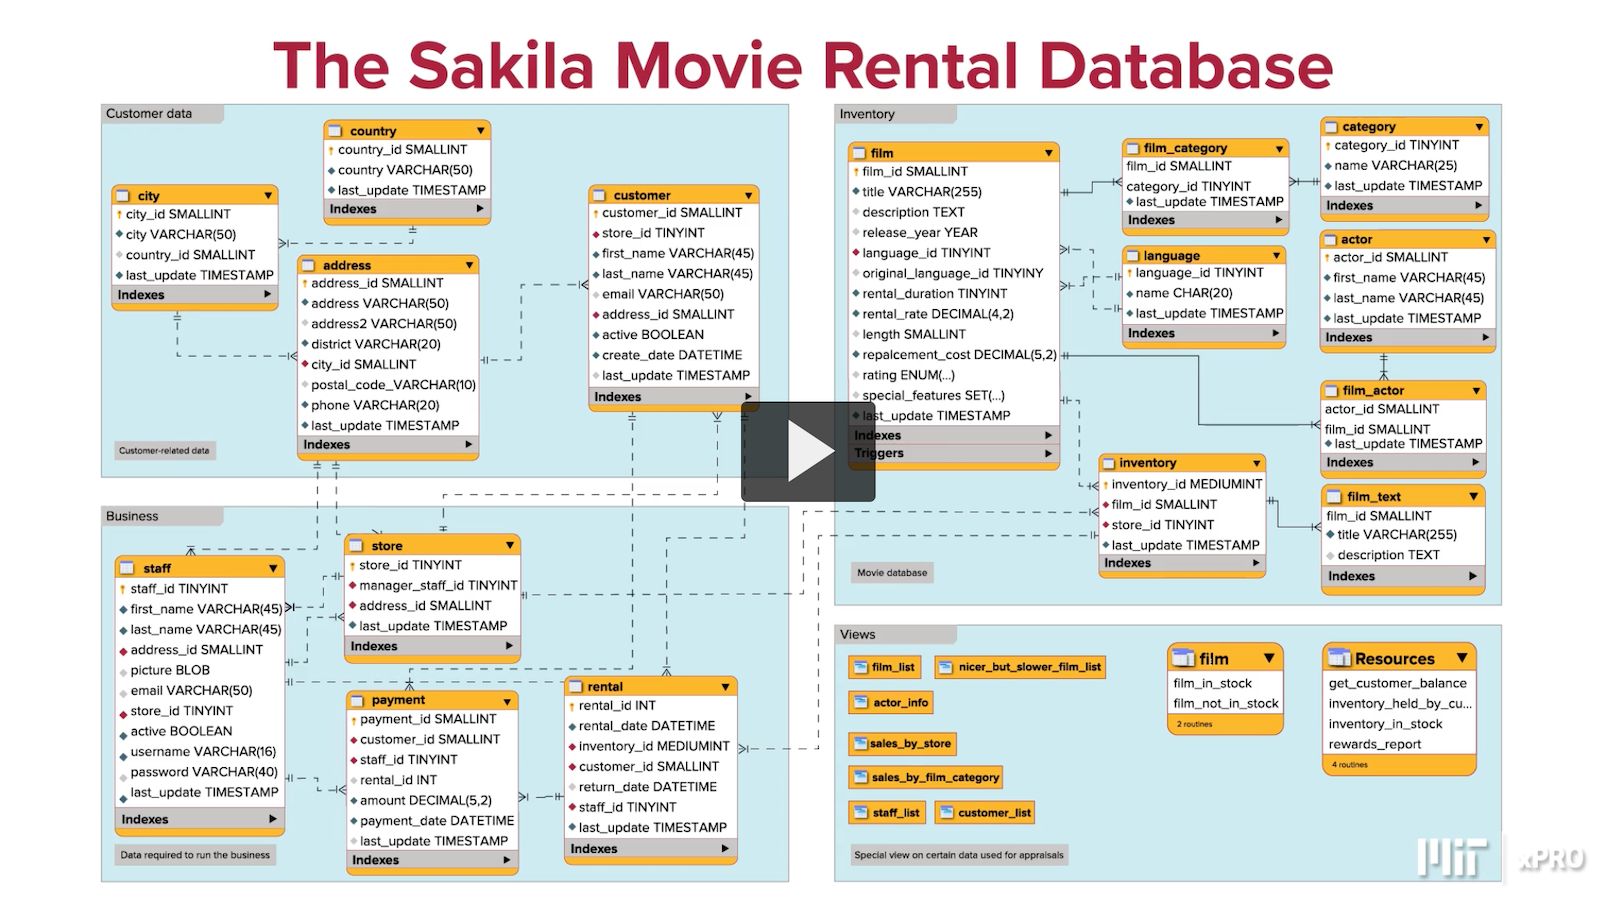 The Sakila Movie Rental Database
Customer data
country
country_id SMALLINT
country VARCHAR(50)
last_update TIMESTAMP
Indexes
city
city_id SMALLINT
city VARCHAR(50)
country_id SMALLINT
last_update TIMESTAMP
Indexes
address
address_id SMALLINT
address VARCHAR(50)
address2 VARCHAR(50)
district VARCHAR(20)
city_id SMALLINT
postal_code_VARCHAR(10)
phone VARCHAR(20)
last_update TIMESTAMP
Indexes
customer
customer_id SMALLINT
store_id TINYINT
first_name VARCHAR(45)
last_name VARCHAR(45)
email VARCHAR(50)
address_id SMALLINT
active BOOLEAN
create_date DATETIME
last_update TIMESTAMP
Indexes
Customer-related data
Business
staff
staff_id TINYINT
first_name VARCHAR(45)
last_name VARCHAR(45)
address_id SMALLINT
picture BLOB
email VARCHAR(50)
store_id TINYINT
active BOOLEAN
username VARCHAR(16)
password VARCHAR(40)
last_update TIMESTAMP
Indexes
store
store_id TINYINT
manager_staff_id TINYINT
address_id SMALLINT
last_update TIMESTAMP
Indexes
payment
payment_id SMALLINT
customer_id SMALLINT
staff_id TINYINT
rental_id INT
amount DECIMAL(5,2)
payment_date DATETIME
last_update TIMESTAMP
Indexes
rental
rental_id INT
rental_date DATETIME
inventory_id MEDIUMINT
customer_id SMALLINT
return_date DATETIME
staff_id TINYINT
last_update TIMESTAMP
Indexes
Data required to run the business
Inventory
film
film_id SMALLINT
title VARCHAR(255)
description TEXT
release_year YEAR
language_id TINYINT
original_language_id TINYINY
rental_duration TINYINT
rental_rate DECIMAL(4,2)
length SMALLINT
repalcement_cost DECIMAL(5,2)
rating ENUM(...)
special_features SET(...)
last_update TIMESTAMP
Indexes
Triggers
film_category
film_id SMALLINT
category_id TINYINT
last_update TIMESTAMP
Indexes
category
category_id TINYINT
name VARCHAR(25)
last_update TIMESTAMP
Indexes
language
language_id TINYINT
name CHAR(20)
last_update TIMESTAMP
Indexes
actor
actor_id SMALLINT
first_name VARCHAR(45)
last_name VARCHAR(45)
last_update TIMESTAMP
Indexes
film_actor
actor_id SMALLINT
film_id SMALLINT
last_update TIMESTAMP
Indexes
inventory
inventory_id MEDIUMINT
film_id SMALLINT
store_id TINYINT
last_update TIMESTAMP
Indexes
film_text
film_id SMALLINT
title VARCHAR(255)
description TEXT
Indexes
Movie database
Views
film_list
nicer_but_slower_film_list
actor_info
sales_by_store
sales_by_film_category
staff_list
customer_list
film
film_in_stock
film_not_in_stock
2 routines
Resources
get_customer_balance
inventory_held_by_cu...
inventory_in_stock
rewards_report
4 routines
Special view on certain data used for appraisals
MIT xPRO